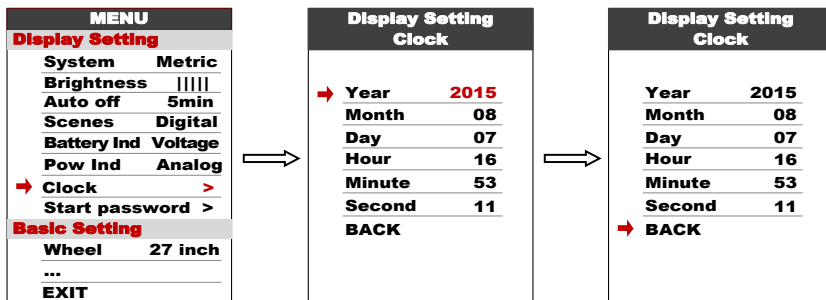 MENU
Display Setting
System Metric
Brightness |||||
Auto off 5min
Scenes Digital
Battery Ind Voltage
Pow Ind Analog
Clock >
Start password >
Basic Setting
Wheel 27 inch
...
EXIT
Display Setting
Clock
Year 2015
Month 08
Day 07
Hour 16
Minute 53
Second 11
BACK
Display Setting
Clock
Year 2015
Month 08
Day 07
Hour 16
Minute 53
Second 11
BACK